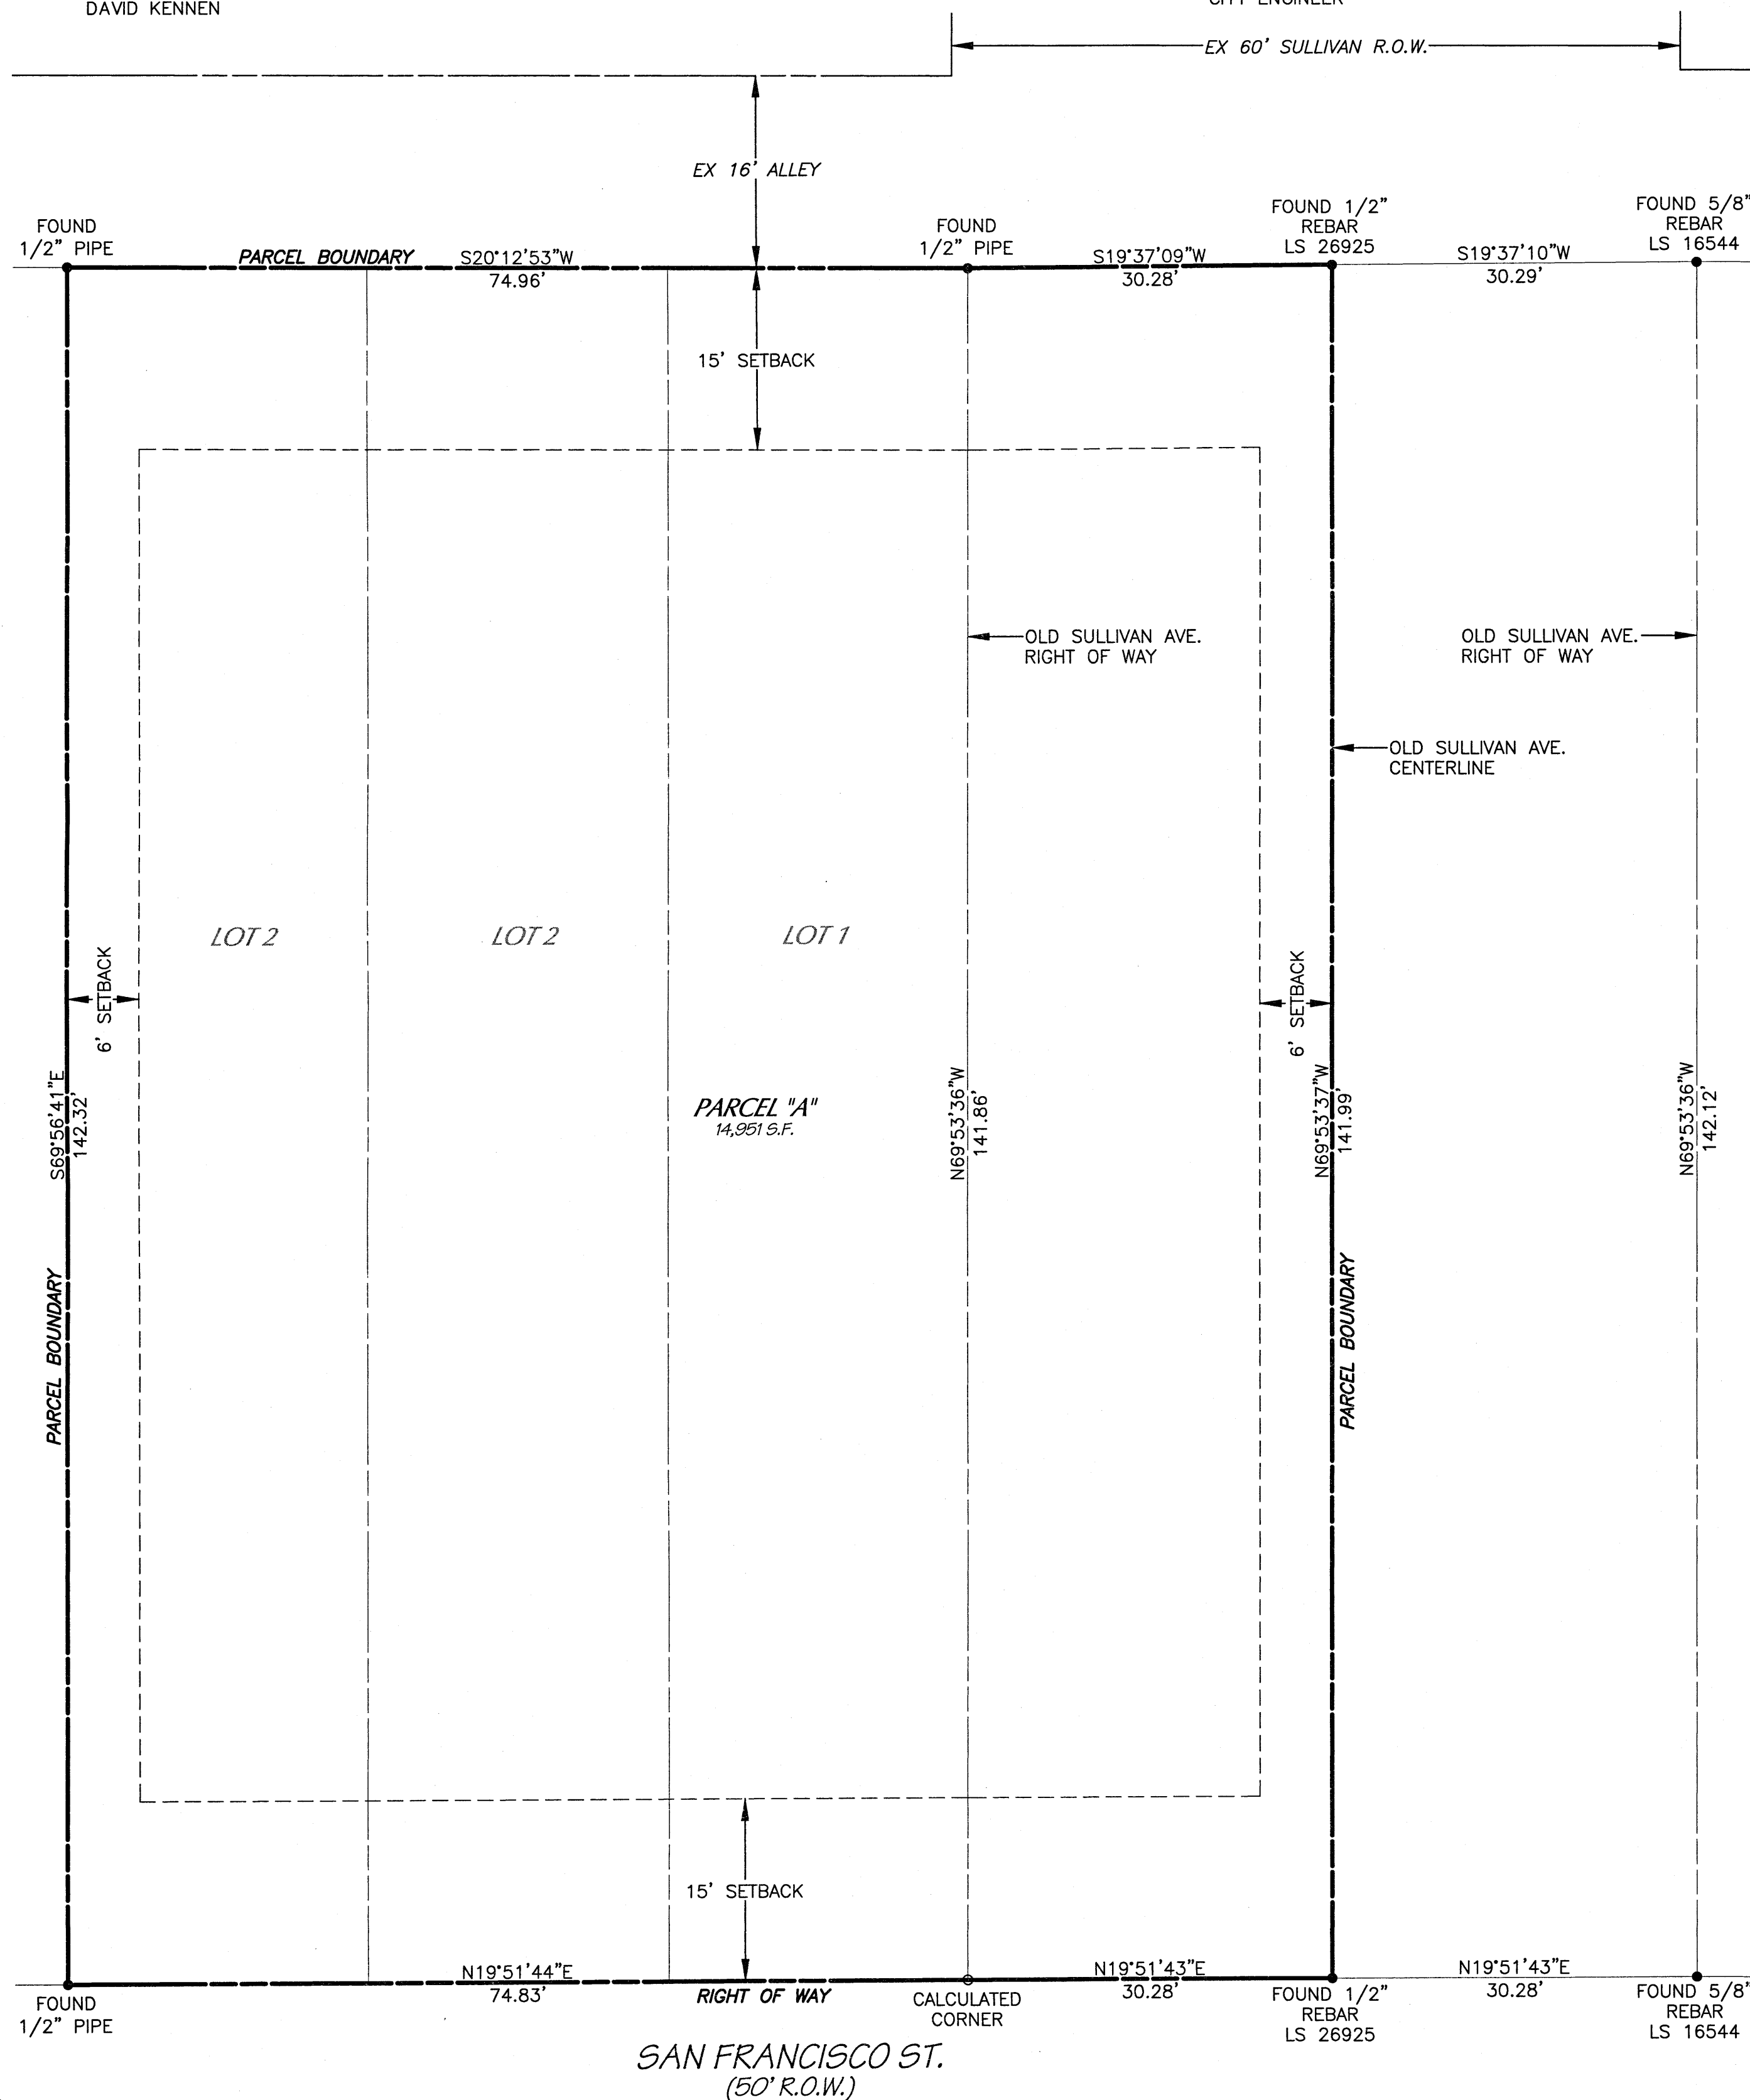 DAVID KENNEN
CITY ENGINEER
EX 60' SULLIVAN R.O.W.
EX 16' ALLEY
FOUND
1/2" PIPE
PARCEL BOUNDARY
S20°12'53"W
74.96'
FOUND
1/2" PIPE
S19°37'09"W
30.28'
FOUND 1/2"
REBAR
LS 26925
S19°37'10"W
30.29'
FOUND 5/8"
REBAR
LS 16544
15' SETBACK
OLD SULLIVAN AVE.
RIGHT OF WAY
OLD SULLIVAN AVE.
RIGHT OF WAY
OLD SULLIVAN AVE.
CENTERLINE
LOT 2
LOT 2
LOT 1
6' SETBACK
6' SETBACK
S69°56'41"E
142.32'
PARCEL "A"
14,951 S.F.
N69°53'36"W
141.86'
N69°53'37"W
141.99'
N69°53'36"W
142.12'
PARCEL BOUNDARY
PARCEL BOUNDARY
15' SETBACK
N19°51'44"E
74.83'
RIGHT OF WAY
N19°51'43"E
30.28'
N19°51'43"E
30.28'
FOUND
1/2" PIPE
CALCULATED
CORNER
FOUND 1/2"
REBAR
LS 26925
FOUND 5/8"
REBAR
LS 16544
SAN FRANCISCO ST.
(50' R.O.W.)